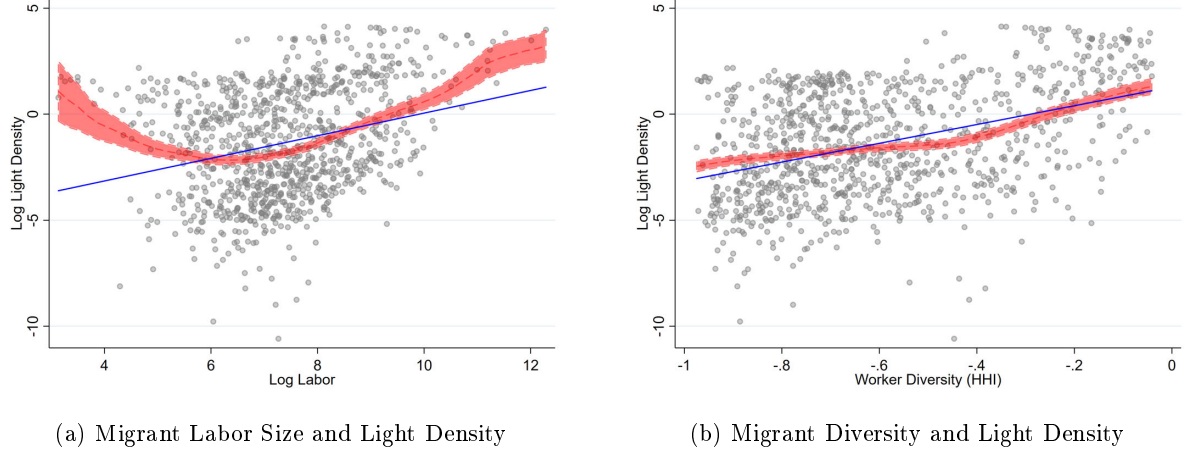 5
0
-5
-10
Log Light Density
4 6 8 10 12
Log Labor
(a) Migrant Labor Size and Light Density
5
0
-5
-10
Log Light Density
-1 -.8 -.6 -.4 -.2 0
Worker Diversity (HHI)
(b) Migrant Diversity and Light Density